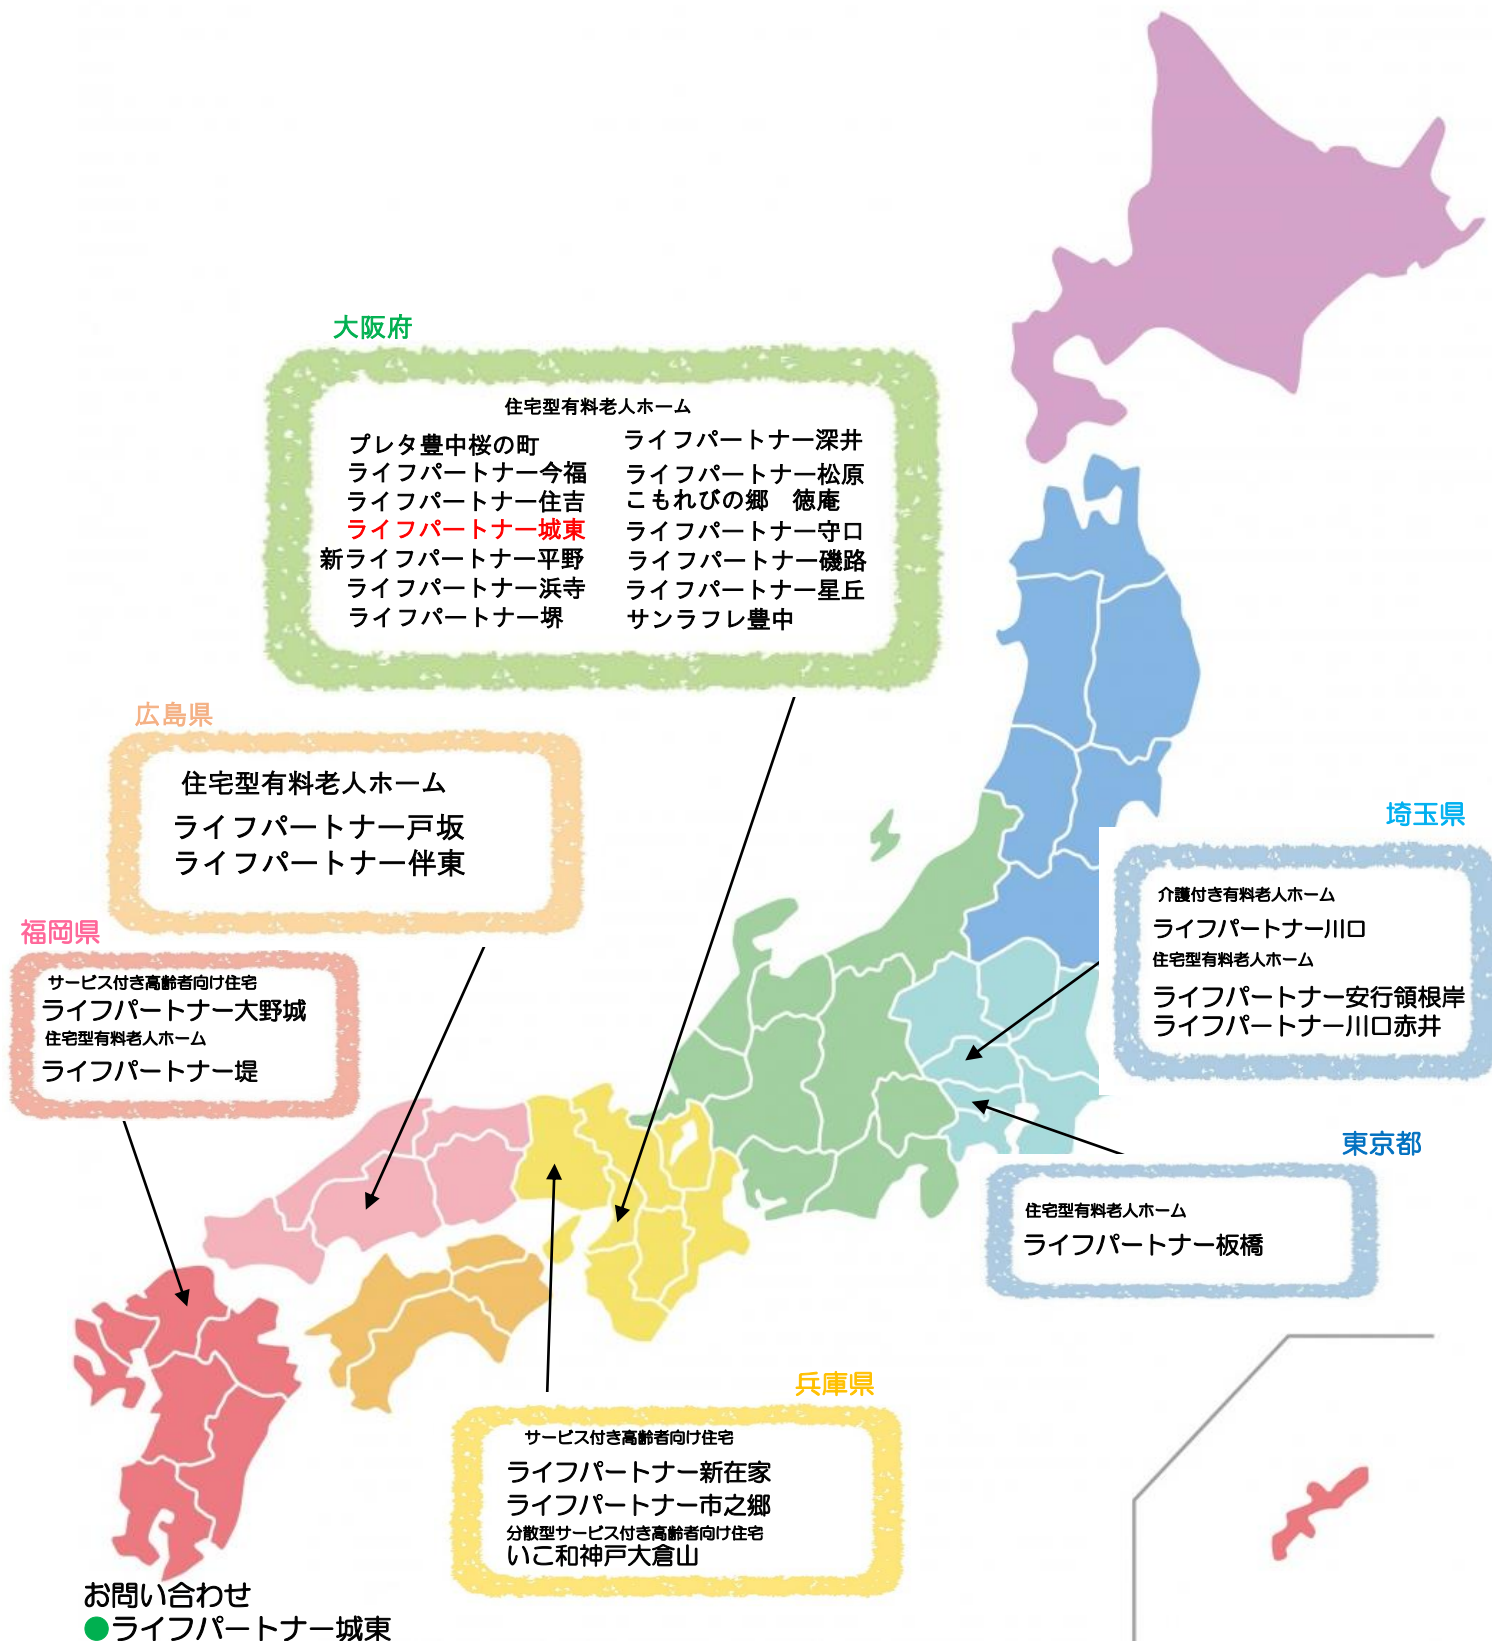 大阪府
住宅型有料老人ホーム
プレタ豊中桜の町
ライフパートナー今福
ライフパートナー住吉
ライフパートナー城東
新ライフパートナー平野
ライフパートナー浜寺
ライフパートナー堺
ライフパートナー深井
ライフパートナー松原
こもれびの郷　徳庵
ライフパートナー守口
ライフパートナー磯路
ライフパートナー星丘
サンラフレ豊中
広島県
住宅型有料老人ホーム
ライフパートナー戸坂
ライフパートナー伴東
埼玉県
介護付き有料老人ホーム
ライフパートナー川口
住宅型有料老人ホーム
ライフパートナー安行領根岸
ライフパートナー川口赤井
福岡県
サービス付き高齢者向け住宅
ライフパートナー大野城
住宅型有料老人ホーム
ライフパートナー堤
東京都
住宅型有料老人ホーム
ライフパートナー板橋
兵庫県
サービス付き高齢者向け住宅
ライフパートナー新在家
ライフパートナー市之郷
分散型サービス付き高齢者向け住宅
いこ和神戸大倉山
お問い合わせ
●ライフパートナー城東